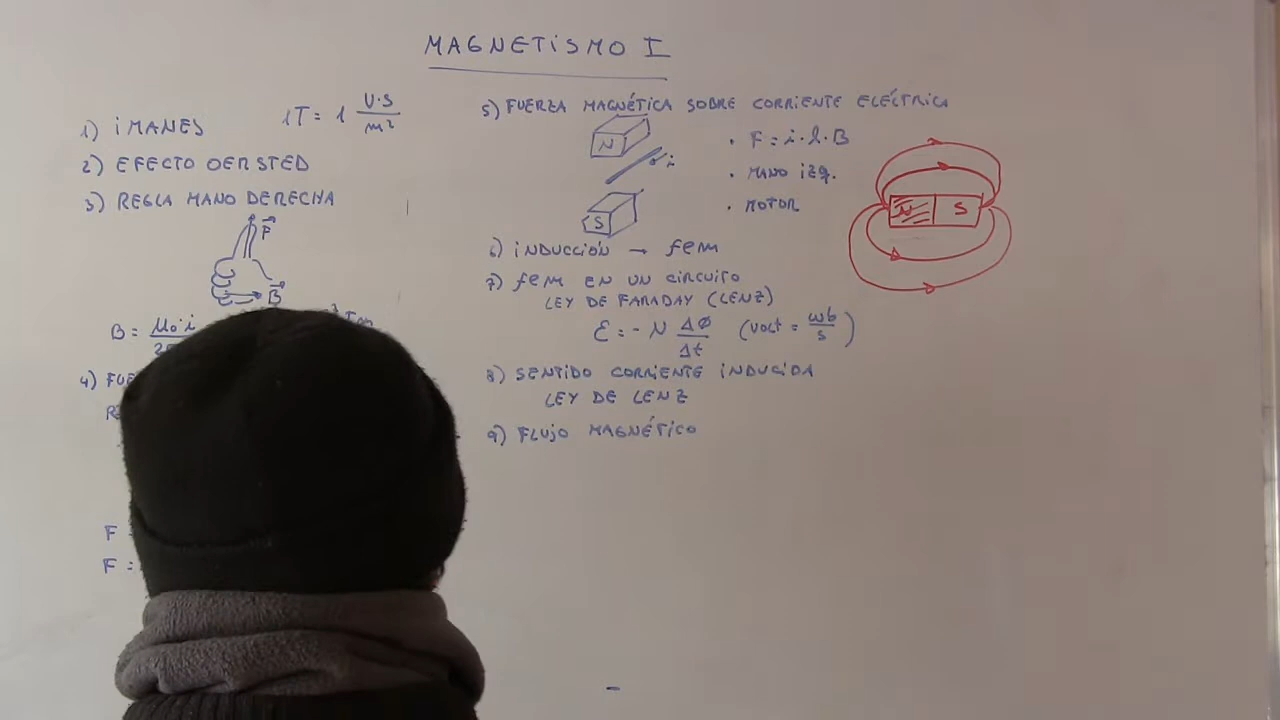 MAGNETISMO I
1) IMANES
1T = 1 V·s/m²
2) EFECTO OERSTED
3) REGLA MANO DERECHA
F
B
B = μ₀·i
4)
F
F =
5) FUERZA MAGNÉTICA SOBRE CORRIENTE ELÉCTRICA
N
i
S
· F = i·l·B
· MANO IZQ.
· MOTOR
N S
6) INDUCCIÓN → fem
7) fem EN UN CIRCUITO
LEY DE FARADAY (LENZ)
ε = - N Δφ/Δt (VOLT = wb/s)
8) SENTIDO CORRIENTE INDUCIDA
LEY DE LENZ
9) FLUJO MAGNÉTICO